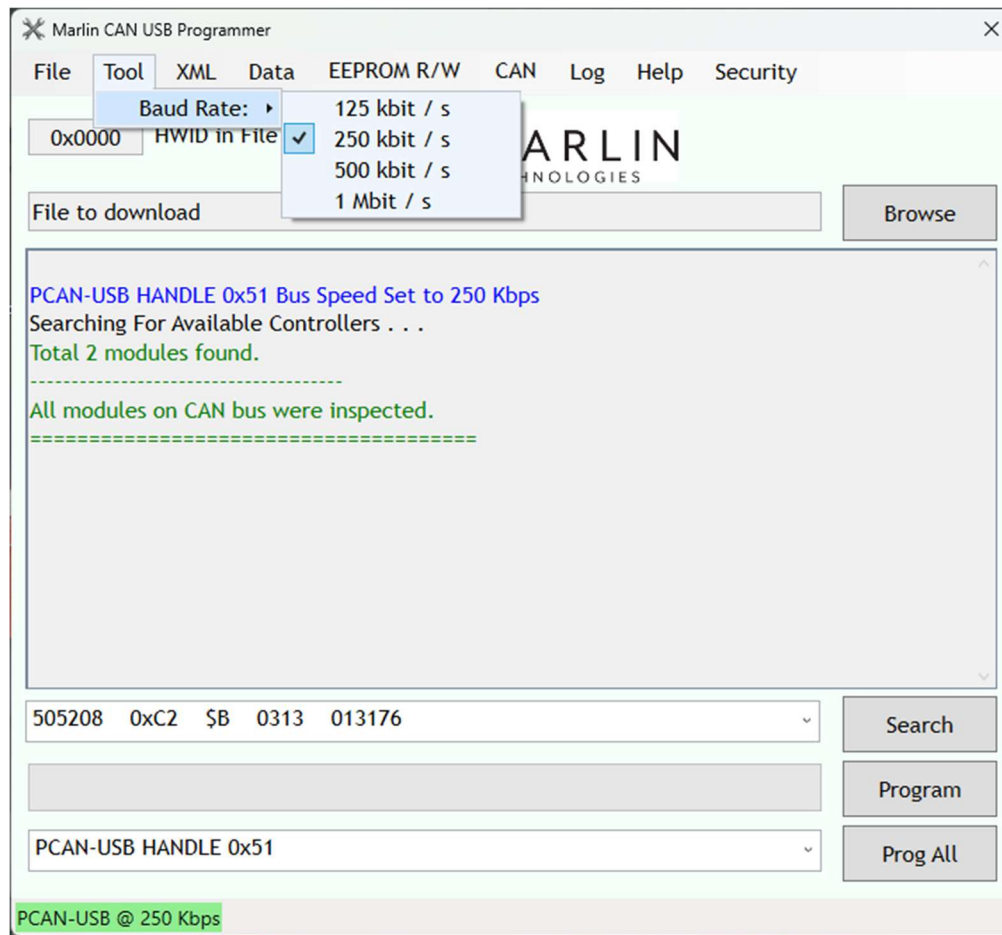 Marlin CAN USB Programmer
File Tool XML Data EEPROM R/W CAN Log Help Security
Baud Rate:
125 kbit / s
250 kbit / s
500 kbit / s
1 Mbit / s
0x0000 HWID in File
ARLIN
HNOLOGIES
File to download
Browse
PCAN-USB HANDLE 0x51 Bus Speed Set to 250 Kbps
Searching For Available Controllers . . .
Total 2 modules found.
-------------------------------------
All modules on CAN bus were inspected.
======================================
505208 0xC2 $B 0313 013176
Search
Program
PCAN-USB HANDLE 0x51
Prog All
PCAN-USB @ 250 Kbps